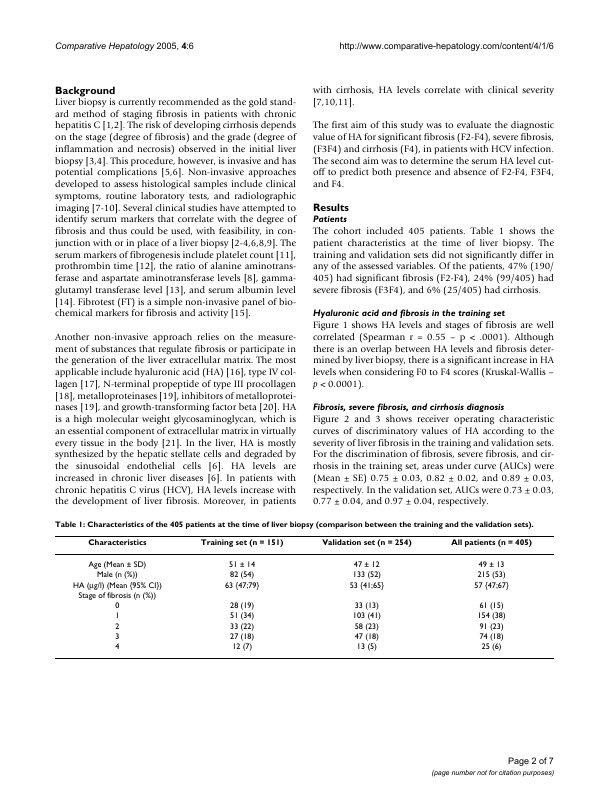 Comparative Hepatology 2005, 4:6
http://www.comparative-hepatology.com/content/4/1/6
Background
Liver biopsy is currently recommended as the gold stand-
ard method of staging fibrosis in patients with chronic
hepatitis C [1,2]. The risk of developing cirrhosis depends
on the stage (degree of fibrosis) and the grade (degree of
inflammation and necrosis) observed in the initial liver
biopsy [3,4]. This procedure, however, is invasive and has
potential complications [5,6]. Non-invasive approaches
developed to assess histological samples include clinical
symptoms, routine laboratory tests, and radiographic
imaging [7-10]. Several clinical studies have attempted to
identify serum markers that correlate with the degree of
fibrosis and thus could be used, with feasibility, in con-
junction with or in place of a liver biopsy [2-4,6,8,9]. The
serum markers of fibrogenesis include platelet count [11],
prothrombin time [12], the ratio of alanine aminotrans-
ferase and aspartate aminotransferase levels [8], gamma-
glutamyl transferase level [13], and serum albumin level
[14]. Fibrotest (FT) is a simple non-invasive panel of bio-
chemical markers for fibrosis and activity [15].
Another non-invasive approach relies on the measure-
ment of substances that regulate fibrosis or participate in
the generation of the liver extracellular matrix. The most
applicable include hyaluronic acid (HA) [16], type IV col-
lagen [17], N-terminal propeptide of type III procollagen
[18], metalloproteinases [19], inhibitors of metalloprotei-
nases [19], and growth-transforming factor beta [20]. HA
is a high molecular weight glycosaminoglycan, which is
an essential component of extracellular matrix in virtually
every tissue in the body [21]. In the liver, HA is mostly
synthesized by the hepatic stellate cells and degraded by
the sinusoidal endothelial cells [6]. HA levels are
increased in chronic liver diseases [6]. In patients with
chronic hepatitis C virus (HCV), HA levels increase with
the development of liver fibrosis. Moreover, in patients
with cirrhosis, HA levels correlate with clinical severity
[7,10,11].
The first aim of this study was to evaluate the diagnostic
value of HA for significant fibrosis (F2-F4), severe fibrosis,
(F3F4) and cirrhosis (F4), in patients with HCV infection.
The second aim was to determine the serum HA level cut-
off to predict both presence and absence of F2-F4, F3F4,
and F4.
Results
Patients
The cohort included 405 patients. Table 1 shows the
patient characteristics at the time of liver biopsy. The
training and validation sets did not significantly differ in
any of the assessed variables. Of the patients, 47% (190/
405) had significant fibrosis (F2-F4), 24% (99/405) had
severe fibrosis (F3F4), and 6% (25/405) had cirrhosis.
Hyaluronic acid and fibrosis in the training set
Figure 1 shows HA levels and stages of fibrosis are well
correlated (Spearman r = 0.55 – p < .0001). Although
there is an overlap between HA levels and fibrosis deter-
mined by liver biopsy, there is a significant increase in HA
levels when considering F0 to F4 scores (Kruskal-Wallis –
p < 0.0001).
Fibrosis, severe fibrosis, and cirrhosis diagnosis
Figure 2 and 3 shows receiver operating characteristic
curves of discriminatory values of HA according to the
severity of liver fibrosis in the training and validation sets.
For the discrimination of fibrosis, severe fibrosis, and cir-
rhosis in the training set, areas under curve (AUCs) were
(Mean ± SE) 0.75 ± 0.03, 0.82 ± 0.02, and 0.89 ± 0.03,
respectively. In the validation set, AUCs were 0.73 ± 0.03,
0.77 ± 0.04, and 0.97 ± 0.04, respectively.
Table 1: Characteristics of the 405 patients at the time of liver biopsy (comparison between the training and the validation sets).
Characteristics Training set (n = 151) Validation set (n = 254) All patients (n = 405)
Age (Mean ± SD) 51 ± 14 47 ± 12 49 ± 13
Male (n (%)) 82 (54) 133 (52) 215 (53)
HA (μg/l) (Mean {95% CI}) 63 {47;79} 53 {41;65} 57 {47;67}
Stage of fibrosis (n (%))
0 28 (19) 33 (13) 61 (15)
1 51 (34) 103 (41) 154 (38)
2 33 (22) 58 (23) 91 (23)
3 27 (18) 47 (18) 74 (18)
4 12 (7) 13 (5) 25 (6)
Page 2 of 7
(page number not for citation purposes)